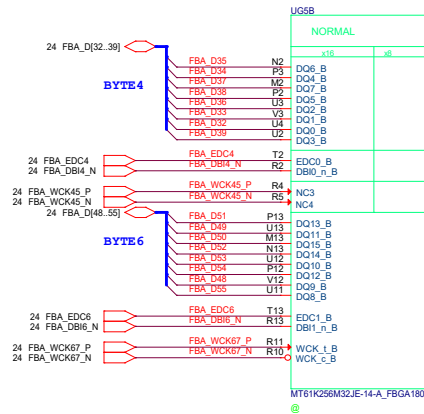 UG5B
NORMAL
x16 x8
24 FBA_D[32..39]
BYTE4
FBA_D35 N2 DQ6_B
FBA_D34 P3 DQ4_B
FBA_D37 M2 DQ7_B
FBA_D38 P2 DQ5_B
FBA_D36 U3 DQ2_B
FBA_D33 V3 DQ1_B
FBA_D32 U4 DQ0_B
FBA_D39 U2 DQ3_B
24 FBA_EDC4 FBA_EDC4 T2 EDC0_B
24 FBA_DBI4_N FBA_DBI4_N R2 DBI0_n_B
24 FBA_WCK45_P FBA_WCK45_P R4 NC3
24 FBA_WCK45_N FBA_WCK45_N R5 NC4
24 FBA_D[48..55]
BYTE6
FBA_D51 P13 DQ13_B
FBA_D49 U13 DQ11_B
FBA_D50 M13 DQ15_B
FBA_D52 N13 DQ14_B
FBA_D53 U12 DQ10_B
FBA_D54 P12 DQ12_B
FBA_D48 V12 DQ9_B
FBA_D55 U11 DQ8_B
24 FBA_EDC6 FBA_EDC6 T13 EDC1_B
24 FBA_DBI6_N FBA_DBI6_N R13 DBI1_n_B
24 FBA_WCK67_P FBA_WCK67_P R11 WCK_t_B
24 FBA_WCK67_N FBA_WCK67_N R10 WCK_c_B
MT61K256M32JE-14-A_FBGA180
@